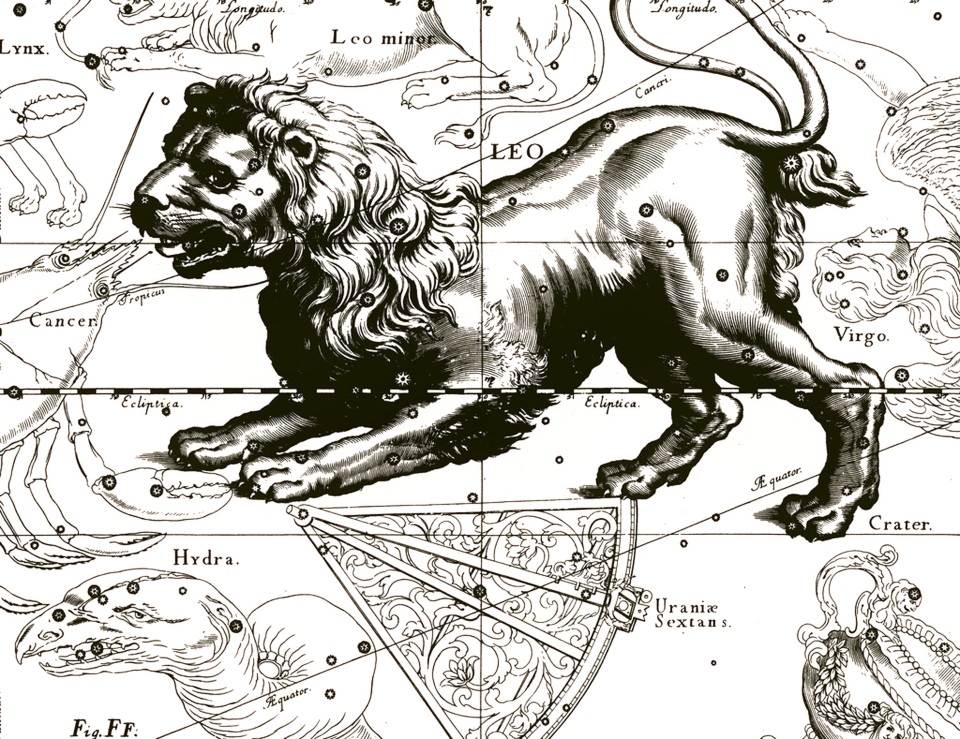 Longitudo.
Longitudo.
Lynx.
Leo minor
Cancri.
LEO
Tropicus
Cancer.
Virgo.
Ecliptica.
Ecliptica.
Æquator.
Crater.
Hydra.
Uraniæ
Sextans.
Æquator.
Fig. FF.